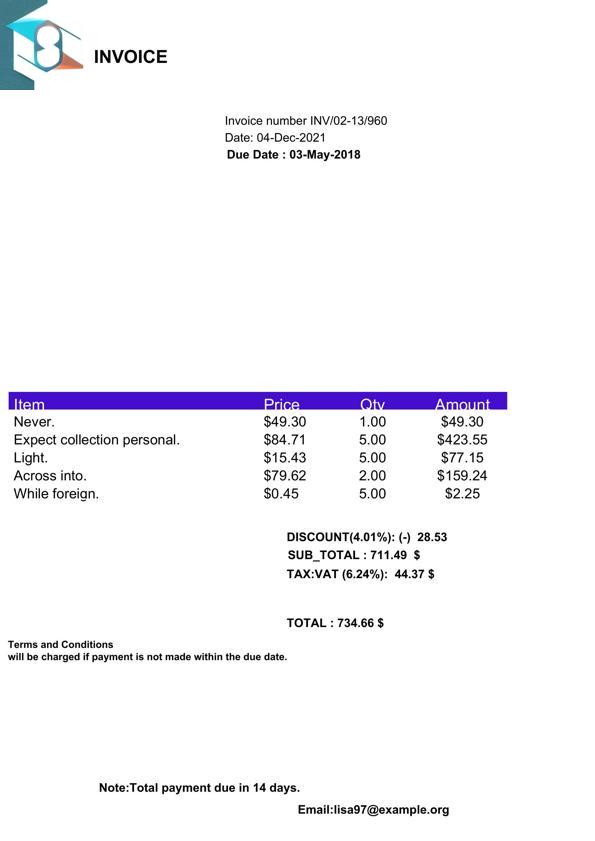 INVOICE
Invoice number INV/02-13/960
Date: 04-Dec-2021
Due Date : 03-May-2018
Item Price Qty Amount
Never. $49.30 1.00 $49.30
Expect collection personal. $84.71 5.00 $423.55
Light. $15.43 5.00 $77.15
Across into. $79.62 2.00 $159.24
While foreign. $0.45 5.00 $2.25
DISCOUNT(4.01%): (-) 28.53
SUB_TOTAL : 711.49 $
TAX:VAT (6.24%): 44.37 $
TOTAL : 734.66 $
Terms and Conditions
will be charged if payment is not made within the due date.
Note:Total payment due in 14 days.
Email:lisa97@example.org